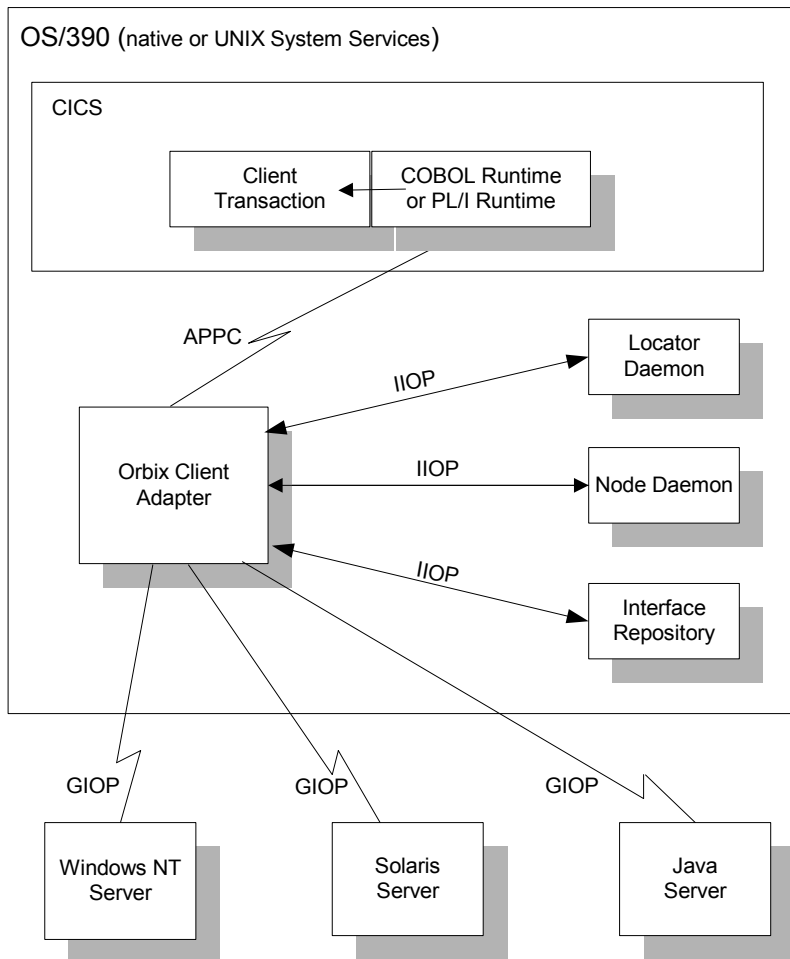 OS/390 (native or UNIX System Services)
CICS
Client
Transaction
COBOL Runtime
or PL/I Runtime
APPC
Locator
Daemon
IIOP
Orbix Client
Adapter
IIOP
Node Daemon
IIOP
Interface
Repository
GIOP
GIOP
GIOP
Windows NT
Server
Solaris
Server
Java
Server